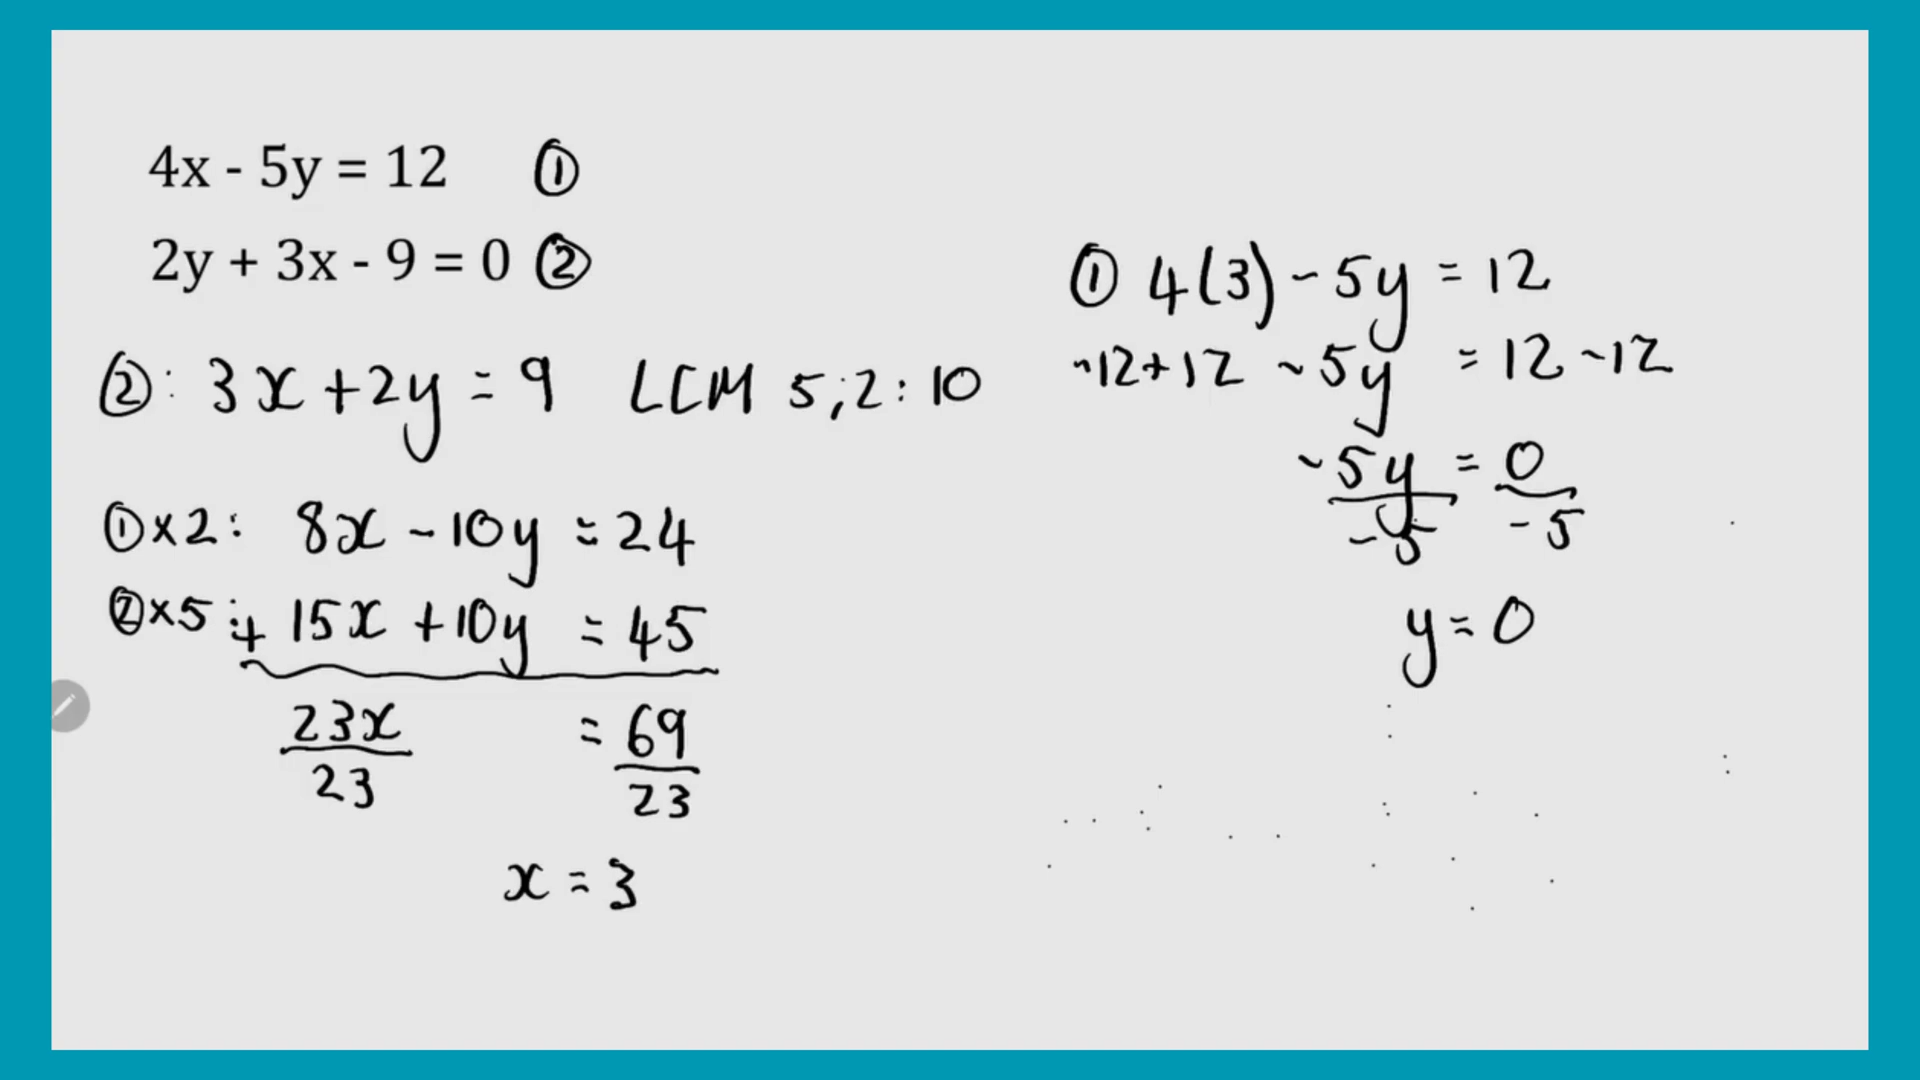 4x - 5y = 12 ①
2y + 3x - 9 = 0 ②
②: 3x + 2y = 9 LCM 5;2: 10
①×2: 8x - 10y = 24
②×5: + 15x + 10y = 45
23x = 69
23 23
x = 3
① 4(3) - 5y = 12
-12+12 -5y = 12 -12
-5y = 0
-5 -5
y = 0